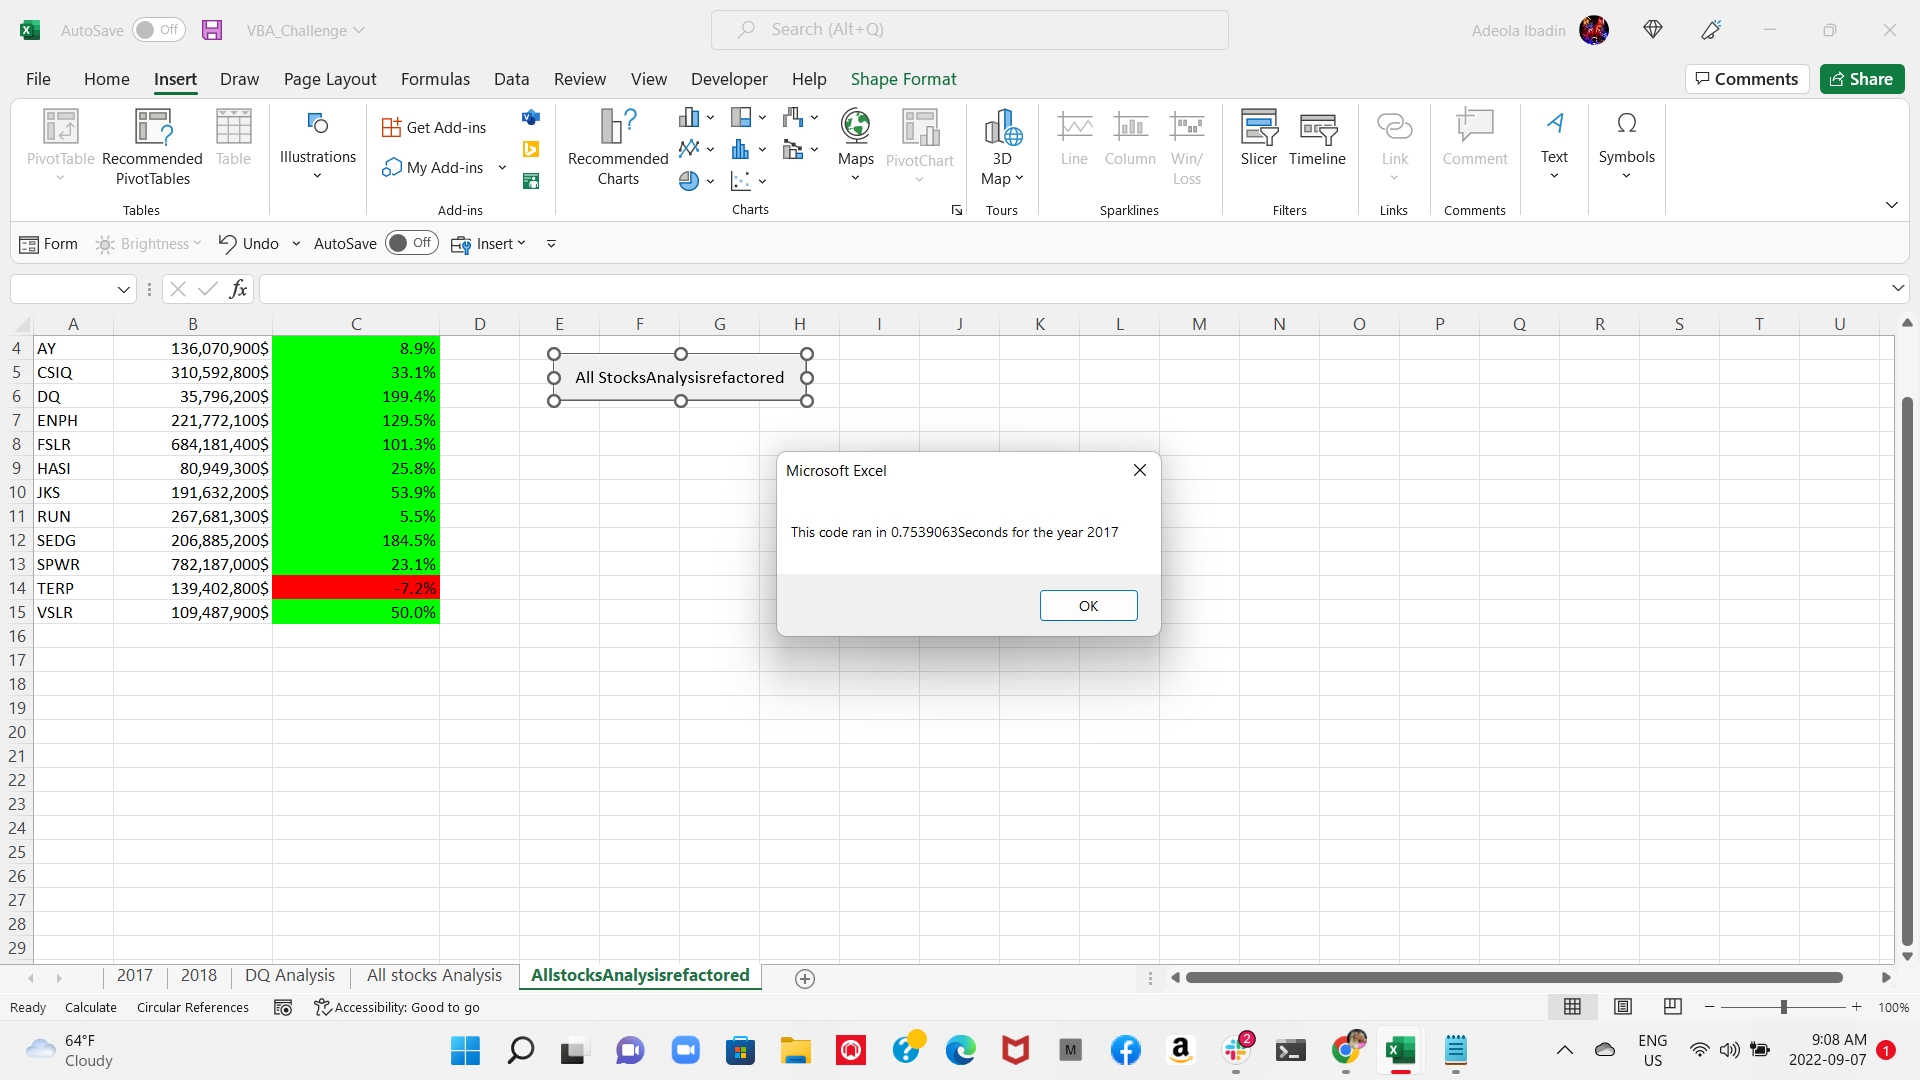 AutoSave Off VBA_Challenge Search (Alt+Q) Adeola Ibadin
File Home Insert Draw Page Layout Formulas Data Review View Developer Help Shape Format Comments Share
PivotTable Recommended PivotTables Table Illustrations Get Add-ins My Add-ins Recommended Charts Maps PivotChart 3D Map Line Column Win/Loss Slicer Timeline Link Comment Text Symbols
Tables Add-ins Charts Tours Sparklines Filters Links Comments
Form Brightness Undo AutoSave Off Insert
fx
A B C D E F G H I J K L M N O P Q R S T U
4 AY 136,070,900$ 8.9%
All StocksAnalysisrefactored
5 CSIQ 310,592,800$ 33.1%
6 DQ 35,796,200$ 199.4%
7 ENPH 221,772,100$ 129.5%
8 FSLR 684,181,400$ 101.3%
9 HASI 80,949,300$ 25.8%
10 JKS 191,632,200$ 53.9%
11 RUN 267,681,300$ 5.5%
12 SEDG 206,885,200$ 184.5%
13 SPWR 782,187,000$ 23.1%
14 TERP 139,402,800$ -7.2%
15 VSLR 109,487,900$ 50.0%
16
17
18
19
20
21
22
23
24
25
26
27
28
29
Microsoft Excel
This code ran in 0.7539063Seconds for the year 2017
OK
2017 2018 DQ Analysis All stocks Analysis AllstocksAnalysisrefactored
Ready Calculate Circular References Accessibility: Good to go 100%
64°F
Cloudy
M
a
2
ENG
US
9:08 AM
2022-09-07
1